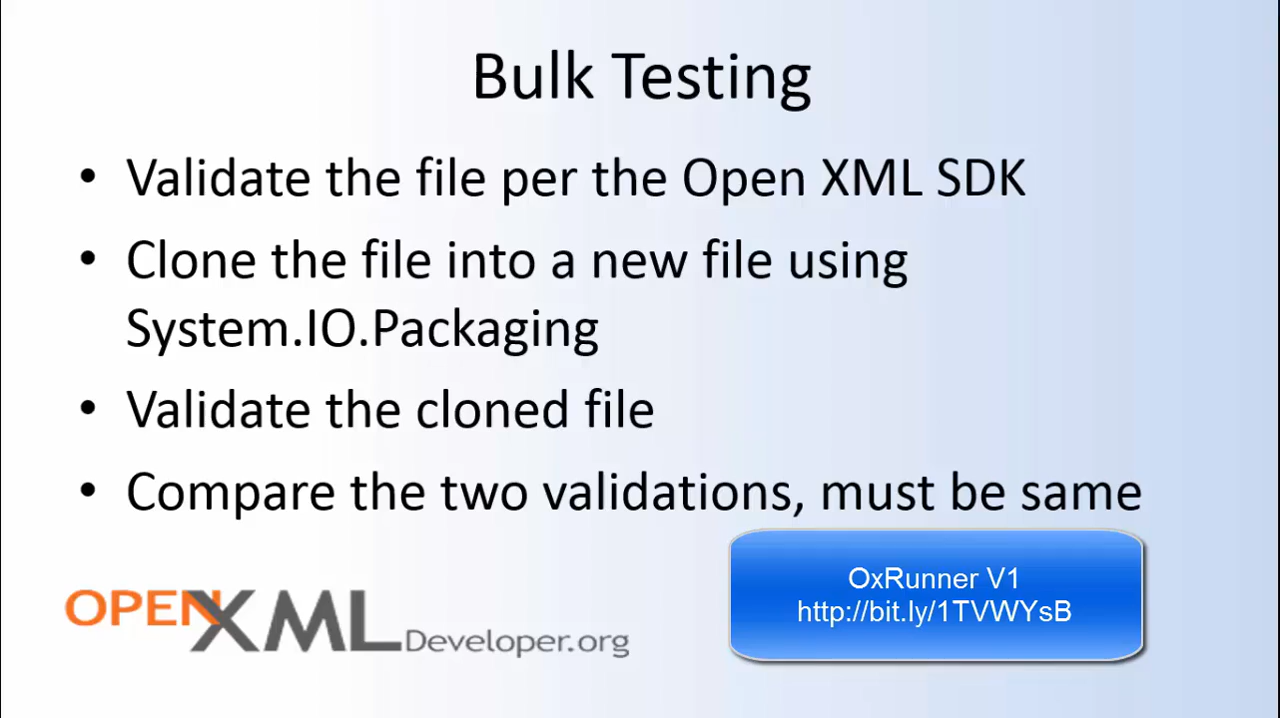 Bulk Testing
• Validate the file per the Open XML SDK
• Clone the file into a new file using
System.IO.Packaging
• Validate the cloned file
• Compare the two validations, must be same
OxRunner V1
http://bit.ly/1TVWYsB
OPENXMLDeveloper.org